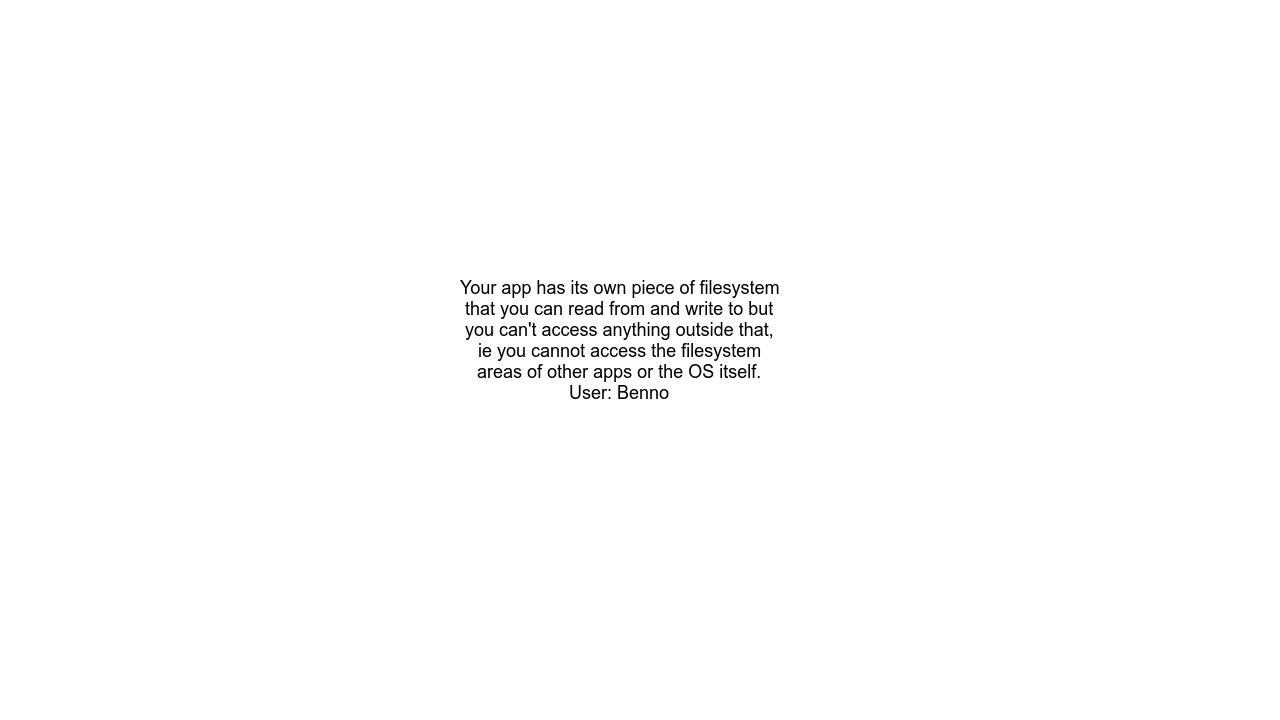 Your app has its own piece of filesystem
that you can read from and write to but
you can't access anything outside that,
ie you cannot access the filesystem
areas of other apps or the OS itself.
User: Benno